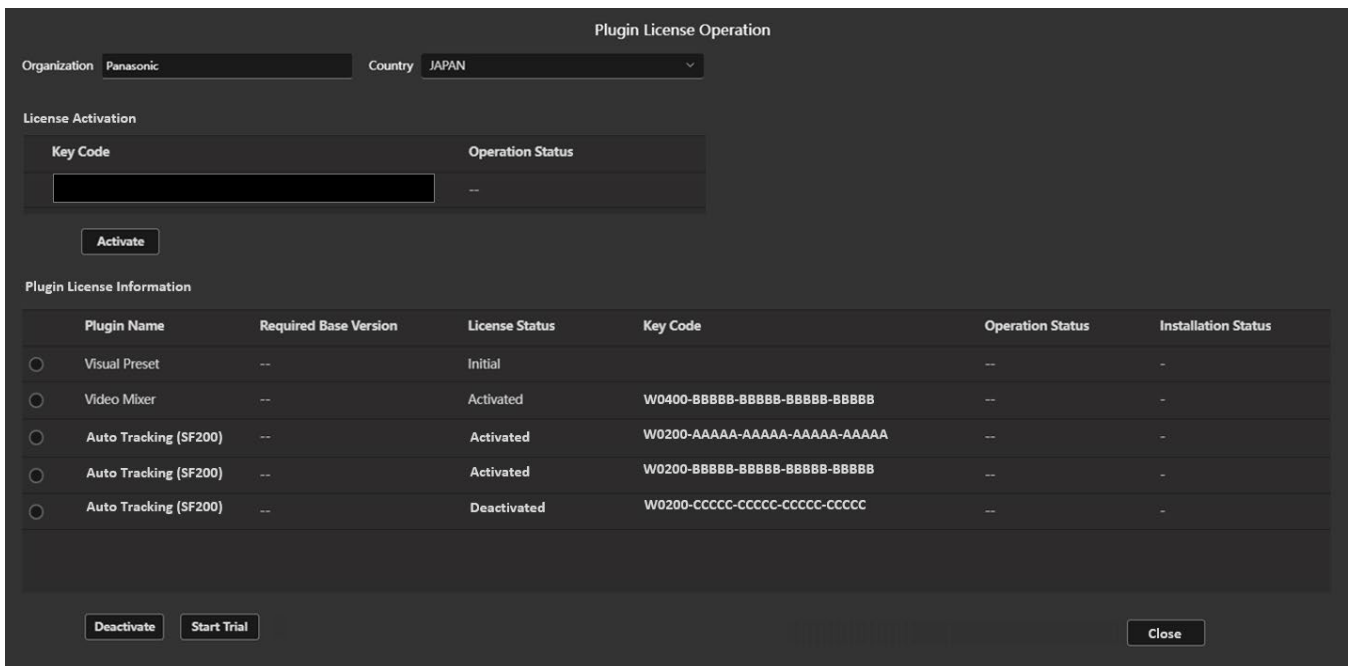 Plugin License Operation
Organization Panasonic Country JAPAN
License Activation
Key Code Operation Status
--
Activate
Plugin License Information
Plugin Name Required Base Version License Status Key Code Operation Status Installation Status
Visual Preset -- Initial -- -
Video Mixer -- Activated W0400-BBBBB-BBBBB-BBBBB-BBBBB -- -
Auto Tracking (SF200) -- Activated W0200-AAAAA-AAAAA-AAAAA-AAAAA -- -
Auto Tracking (SF200) -- Activated W0200-BBBBB-BBBBB-BBBBB-BBBBB -- -
Auto Tracking (SF200) -- Deactivated W0200-CCCCC-CCCCC-CCCCC-CCCCC -- -
Deactivate Start Trial Close